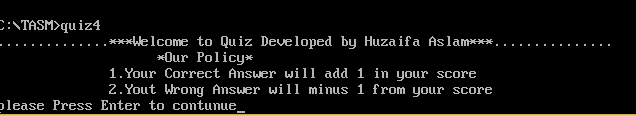 C:\TASM>quiz4
..............***Welcome to Quiz Developed by Huzaifa Aslam***...............
*Our Policy*
1.Your Correct Answer will add 1 in your score
2.Yout Wrong Answer will minus 1 from your score
please Press Enter to contunue_